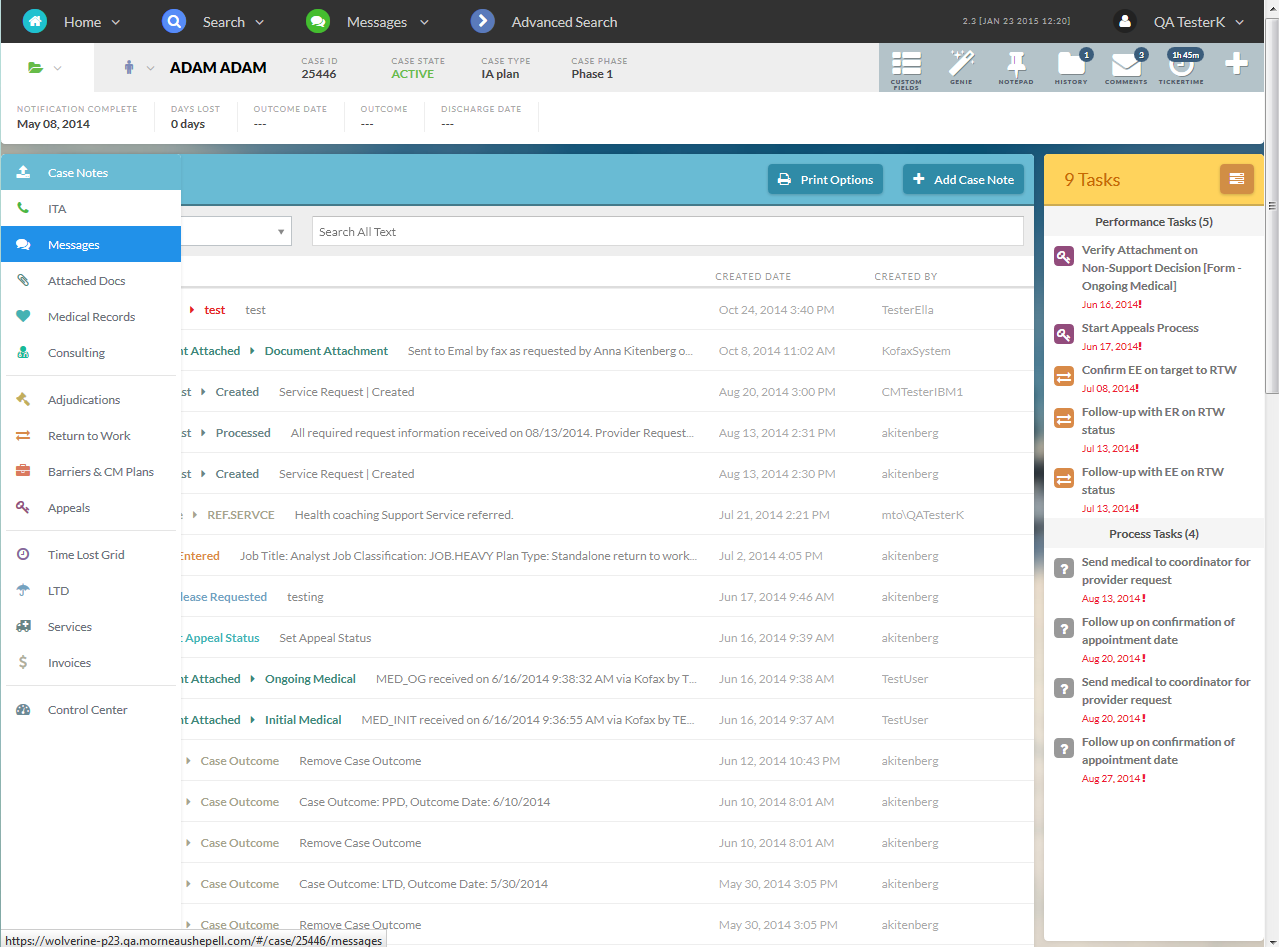 Home Search Messages Advanced Search 2.3 [JAN 23 2015 12:20] QA TesterK
ADAM ADAM
CASE ID
25446
CASE STATE
ACTIVE
CASE TYPE
IA plan
CASE PHASE
Phase 1
CUSTOM FIELDS
GENIE
NOTEPAD
1
HISTORY
3
COMMENTS
1h 45m
TICKERTIME
NOTIFICATION COMPLETE
May 08, 2014
DAYS LOST
0 days
OUTCOME DATE
---
OUTCOME
---
DISCHARGE DATE
---
Case Notes
ITA
Messages
Attached Docs
Medical Records
Consulting
Adjudications
Return to Work
Barriers & CM Plans
Appeals
Time Lost Grid
LTD
Services
Invoices
Control Center
Print Options
Add Case Note
Search All Text
CREATED DATE CREATED BY
test test Oct 24, 2014 3:40 PM TesterElla
nt Attached Document Attachment Sent to Emal by fax as requested by Anna Kitenberg o... Oct 8, 2014 11:02 AM KofaxSystem
st Created Service Request | Created Aug 20, 2014 3:00 PM CMTesterIBM1
st Processed All required request information received on 08/13/2014. Provider Request... Aug 13, 2014 2:31 PM akitenberg
st Created Service Request | Created Aug 13, 2014 2:30 PM akitenberg
REF.SERVCE Health coaching Support Service referred. Jul 21, 2014 2:21 PM mto\QATesterK
Entered Job Title: Analyst Job Classification: JOB.HEAVY Plan Type: Standalone return to work... Jul 2, 2014 4:05 PM akitenberg
lease Requested testing Jun 17, 2014 9:46 AM akitenberg
t Appeal Status Set Appeal Status Jun 16, 2014 9:39 AM akitenberg
nt Attached Ongoing Medical MED_OG received on 6/16/2014 9:38:32 AM via Kofax by T... Jun 16, 2014 9:38 AM TestUser
nt Attached Initial Medical MED_INIT received on 6/16/2014 9:36:55 AM via Kofax by TE... Jun 16, 2014 9:37 AM TestUser
Case Outcome Remove Case Outcome Jun 12, 2014 10:43 PM akitenberg
Case Outcome Case Outcome: PPD, Outcome Date: 6/10/2014 Jun 10, 2014 8:01 AM akitenberg
Case Outcome Remove Case Outcome Jun 10, 2014 8:01 AM akitenberg
Case Outcome Case Outcome: LTD, Outcome Date: 5/30/2014 May 30, 2014 3:05 PM akitenberg
Case Outcome Remove Case Outcome May 30, 2014 3:05 PM akitenberg
9 Tasks
Performance Tasks (5)
Verify Attachment on
Non-Support Decision [Form -
Ongoing Medical]
Jun 16, 2014!
Start Appeals Process
Jun 17, 2014!
Confirm EE on target to RTW
Jul 08, 2014!
Follow-up with ER on RTW
status
Jul 13, 2014!
Follow-up with EE on RTW
status
Jul 13, 2014!
Process Tasks (4)
Send medical to coordinator for
provider request
Aug 13, 2014!
Follow up on confirmation of
appointment date
Aug 20, 2014!
Send medical to coordinator for
provider request
Aug 20, 2014!
Follow up on confirmation of
appointment date
Aug 27, 2014!
https://wolverine-p23.qa.morneaushepell.com/#/case/25446/messages